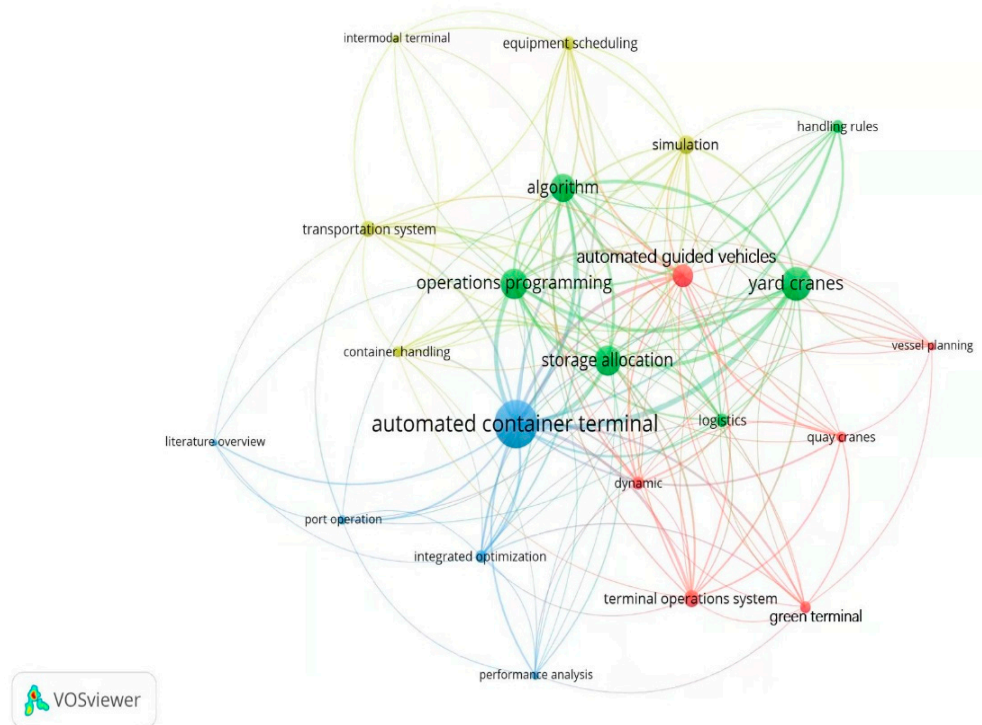 intermodal terminal
equipment scheduling
handling rules
simulation
algorithm
transportation system
automated guided vehicles
operations programming
yard cranes
vessel planning
container handling
storage allocation
automated container terminal
logistics
literature overview
quay cranes
dynamic
port operation
integrated optimization
terminal operations system
green terminal
performance analysis
VOSviewer